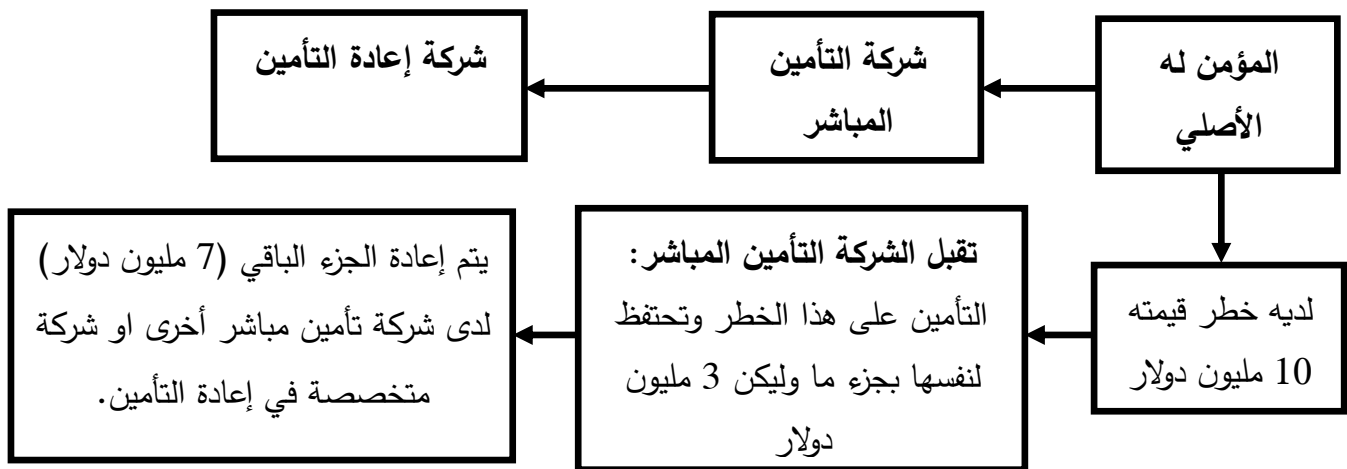 المؤمن له
الأصلي
شركة التأمين
المباشر
شركة إعادة التأمين
لديه خطر قيمته
10 مليون دولار
تقبل الشركة التأمين المباشر:
التأمين على هذا الخطر وتحتفظ
لنفسها بجزء ما وليكن 3 مليون
دولار
يتم إعادة الجزء الباقي (7 مليون دولار)
لدى شركة تأمين مباشر أخرى او شركة
متخصصة في إعادة التأمين.